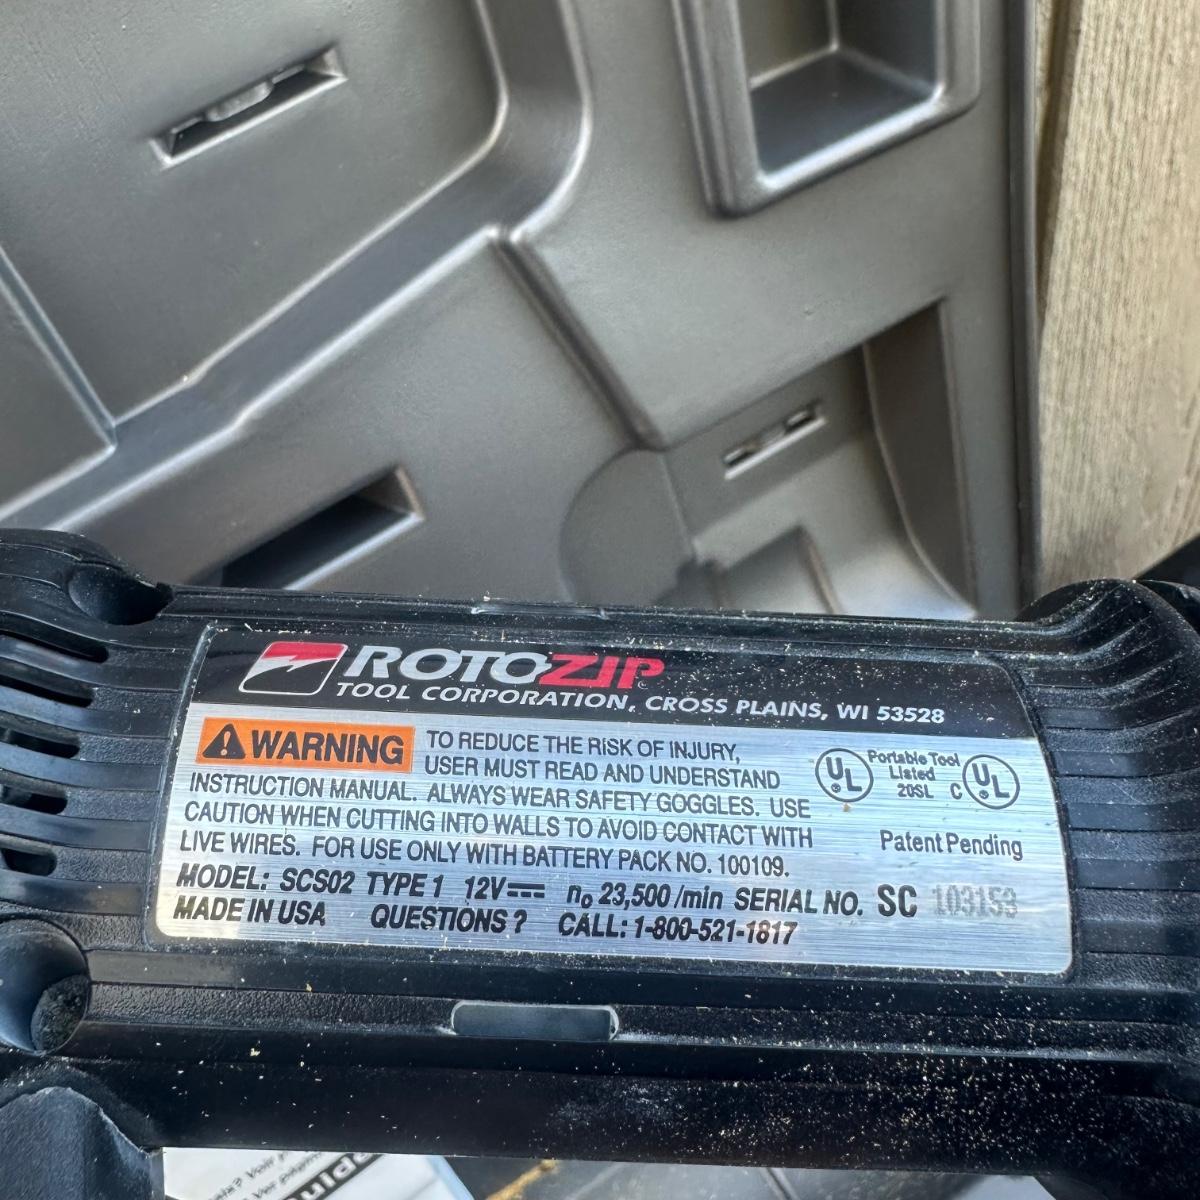 ROTOZIP
TOOL CORPORATION, CROSS PLAINS, WI 53528
WARNING TO REDUCE THE RISK OF INJURY,
USER MUST READ AND UNDERSTAND
INSTRUCTION MANUAL. ALWAYS WEAR SAFETY GOGGLES. USE
CAUTION WHEN CUTTING INTO WALLS TO AVOID CONTACT WITH
LIVE WIRES. FOR USE ONLY WITH BATTERY PACK NO. 100109.
UL Portable Tool
Listed
20SL C UL
Patent Pending
MODEL: SCS02 TYPE 1 12V n₀ 23,500 /min SERIAL NO. SC 103153
MADE IN USA QUESTIONS? CALL: 1-800-521-1817